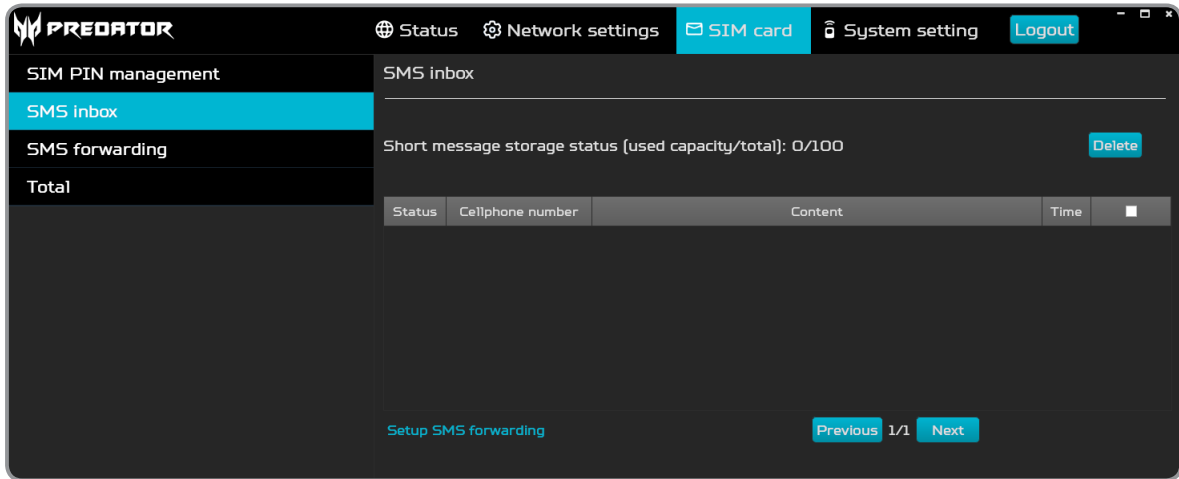 PREDATOR
Status Network settings SIM card System setting Logout
SIM PIN management
SMS inbox
SMS forwarding
Total
SMS inbox
Short message storage status (used capacity/total): 0/100 Delete
Status Cellphone number Content Time
Setup SMS forwarding Previous 1/1 Next